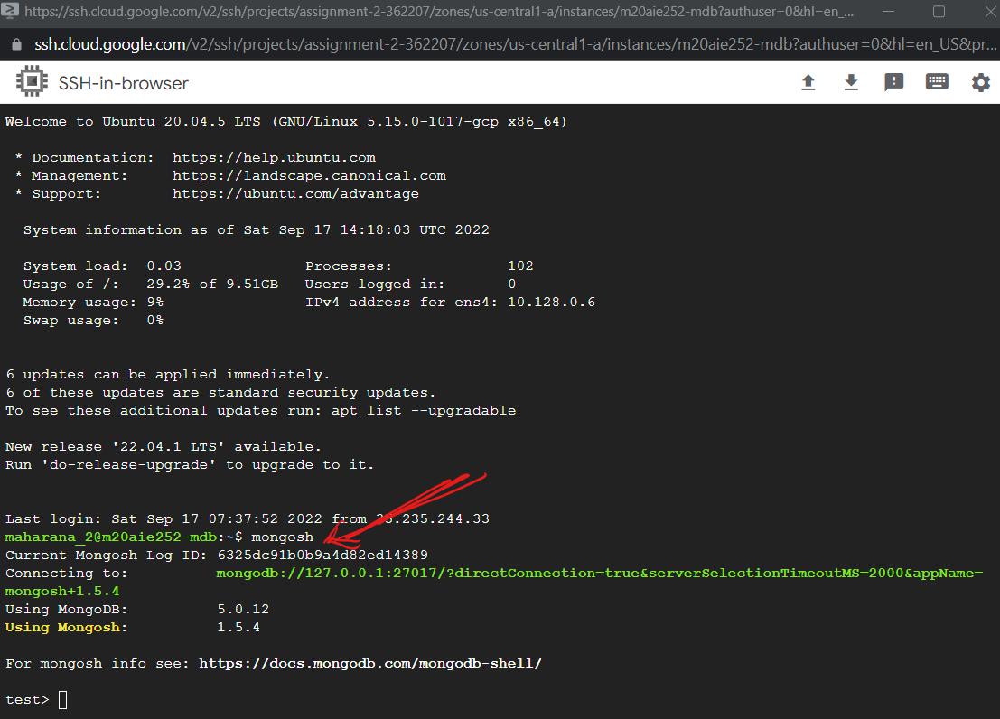 https://ssh.cloud.google.com/v2/ssh/projects/assignment-2-362207/zones/us-central1-a/instances/m20aie252-mdb?authuser=0&hl=en_...
ssh.cloud.google.com/v2/ssh/projects/assignment-2-362207/zones/us-central1-a/instances/m20aie252-mdb?authuser=0&hl=en_US&pr...
SSH-in-browser
Welcome to Ubuntu 20.04.5 LTS (GNU/Linux 5.15.0-1017-gcp x86_64)
* Documentation: https://help.ubuntu.com
* Management: https://landscape.canonical.com
* Support: https://ubuntu.com/advantage
System information as of Sat Sep 17 14:18:03 UTC 2022
System load: 0.03 Processes: 102
Usage of /: 29.2% of 9.51GB Users logged in: 0
Memory usage: 9% IPv4 address for ens4: 10.128.0.6
Swap usage: 0%
6 updates can be applied immediately.
6 of these updates are standard security updates.
To see these additional updates run: apt list --upgradable
New release '22.04.1 LTS' available.
Run 'do-release-upgrade' to upgrade to it.
Last login: Sat Sep 17 07:37:52 2022 from
maharana_2@m20aie252-mdb:~$ mongosh
Current Mongosh Log ID: 6325dc91b0b9a4d82ed14389
Connecting to: mongodb://127.0.0.1:27017/?directConnection=true&serverSelectionTimeoutMS=2000&appName=
mongosh+1.5.4
Using MongoDB: 5.0.12
Using Mongosh: 1.5.4
For mongosh info see: https://docs.mongodb.com/mongodb-shell/
test>